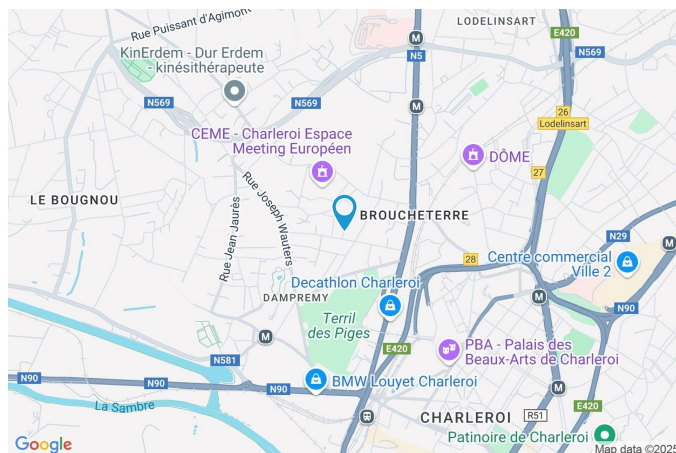 Rue Puissant d'Agimont
LODELINSART
E420
M
N5
N569
KinErdem - Dur Erdem
- kinésithérapeute
N569
M
N569
26
Lodelinsart
CEME - Charleroi Espace
Meeting Européen
DÔME
27
LE BOUGNOU
Rue Jean Jaurès
Rue Joseph Wauters
BROUCHETERRE
M
N29
28
Centre commercial
Ville 2
Decathlon Charleroi
DAMPREMY
M
N90
M
Terril
des Piges
E420
PBA - Palais des
Beaux-Arts de Charleroi
N581
N90
N90
BMW Louyet Charleroi
M
La Sambre
CHARLEROI
R51
M
E420
Patinoire de Charleroi
Google
Map data ©2025